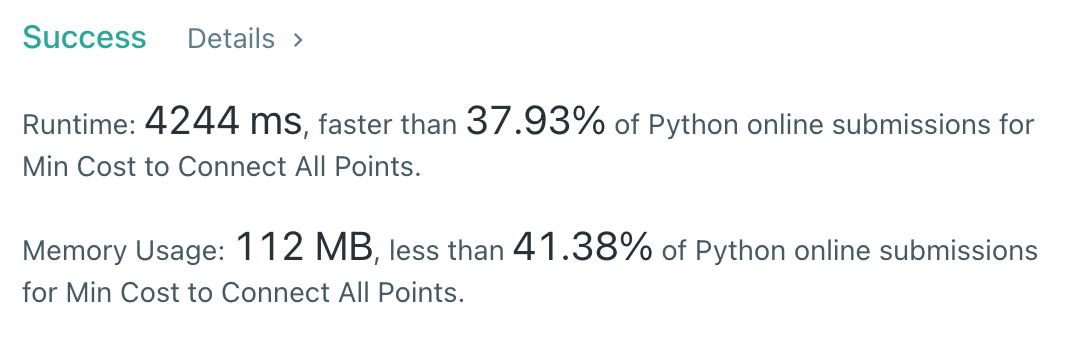 Success Details >
Runtime: 4244 ms, faster than 37.93% of Python online submissions for
Min Cost to Connect All Points.
Memory Usage: 112 MB, less than 41.38% of Python online submissions
for Min Cost to Connect All Points.